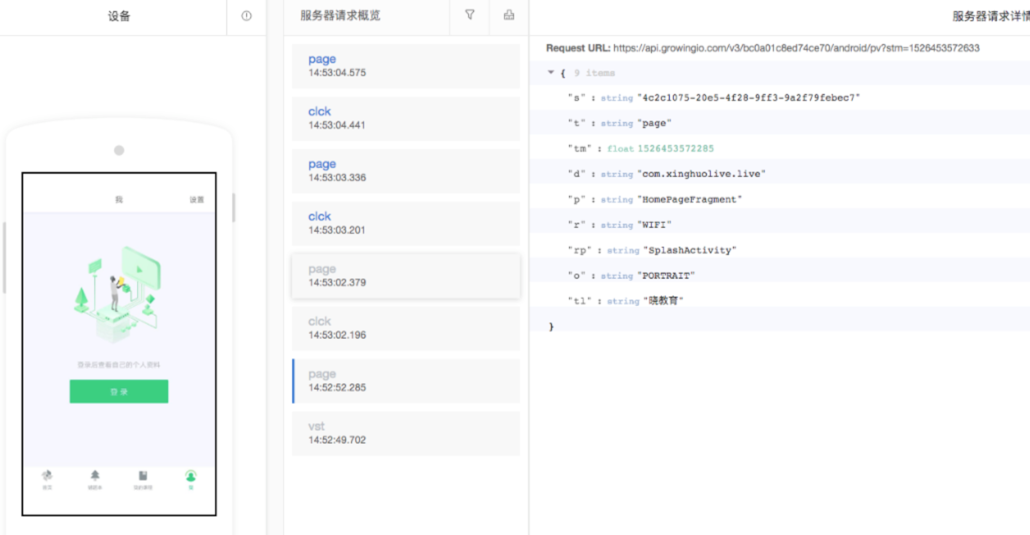 设备
服务器请求概览
服务器请求详情
我
设置
登录后查看自己的个人资料
登 录
我
page
14:53:04.575
clck
14:53:04.441
page
14:53:03.336
clck
14:53:03.201
page
14:53:02.379
clck
14:53:02.196
page
14:52:52.285
vst
14:52:49.702
Request URL: https://api.growingio.com/v3/bc0a01c8ed74ce70/android/pv?stm=1526453572633
{ 9 items
"s" : string "4c2c1075-20e5-4f28-9ff3-9a2f79febec7"
"t" : string "page"
"tm" : float 1526453572285
"d" : string "com.xinghuolive.live"
"p" : string "HomePageFragment"
"r" : string "WIFI"
"rp" : string "SplashActivity"
"o" : string "PORTRAIT"
"tl" : string "晓教育"
}